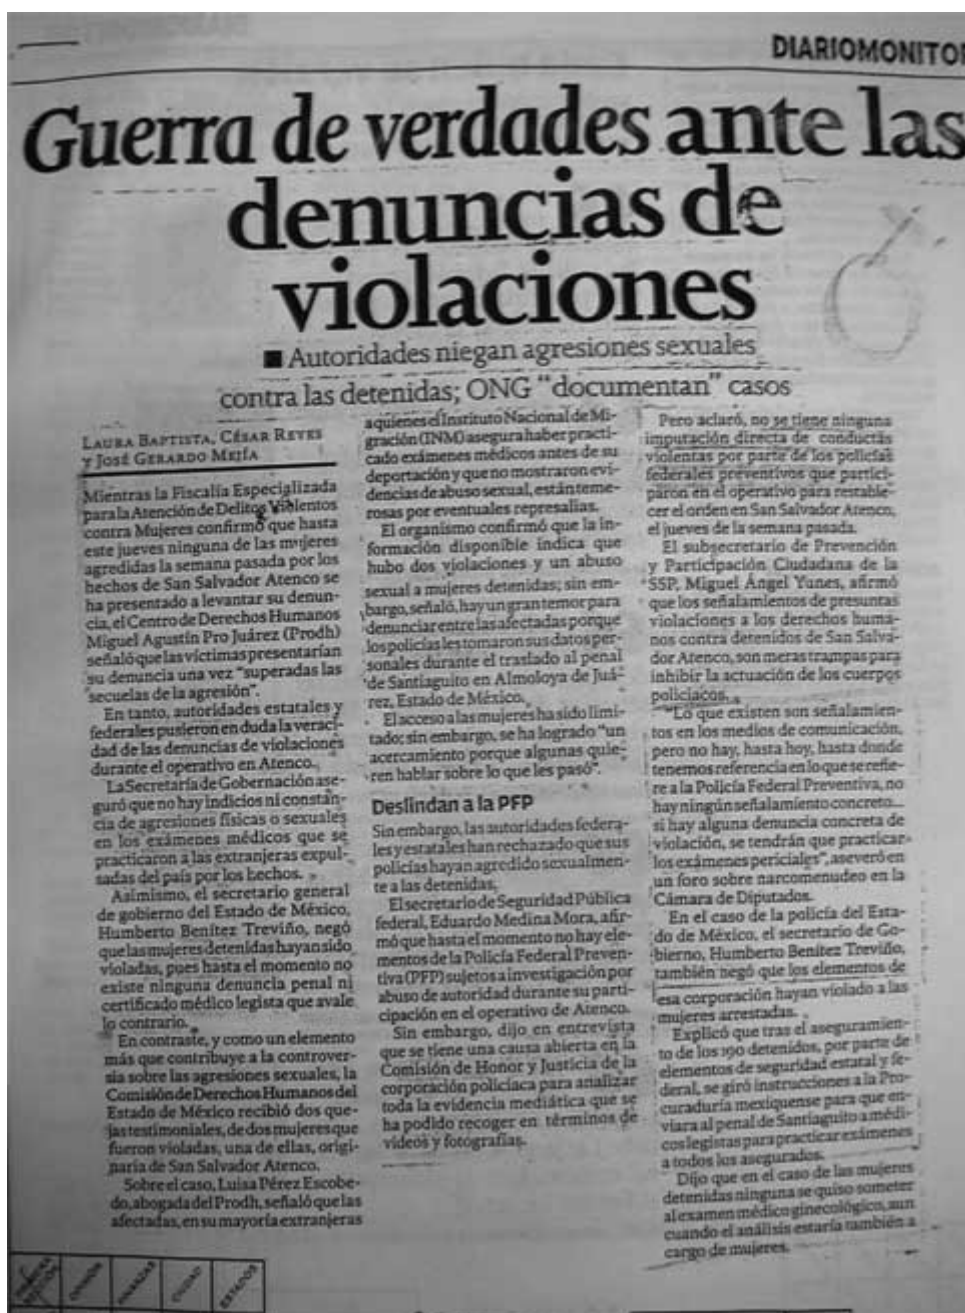 DIARIOMONITOR
Guerra de verdades ante las
denuncias de
violaciones
■ Autoridades niegan agresiones sexuales
contra las detenidas; ONG "documentan" casos
LAURA BAPTISTA, CÉSAR REYES
Y JOSÉ GERARDO MEJÍA
Mientras la Fiscalía Especializada
para la Atención de Delitos Violentos
contra Mujeres confirmó que hasta
este jueves ninguna de las mujeres
agredidas la semana pasada por los
hechos de San Salvador Atenco se
ha presentado a levantar su denun-
cia, el Centro de Derechos Humanos
Miguel Agustín Pro Juárez (Prodh)
señaló que las víctimas presentarían
su denuncia una vez "superadas las
secuelas de la agresión".
En tanto, autoridades estatales y
federales pusieron en duda la veraci-
dad de las denuncias de violaciones
durante el operativo en Atenco.
La Secretaría de Gobernación ase-
guró que no hay indicios ni constan-
cia de agresiones físicas o sexuales
en los exámenes médicos que se
practicaron a las extranjeras expul-
sadas del país por los hechos.
Asimismo, el secretario general
de gobierno del Estado de México,
Humberto Benítez Treviño, negó
que las mujeres detenidas hayan sido
violadas, pues hasta el momento no
existe ninguna denuncia penal ni
certificado médico legista que avale
lo contrario.
En contraste, y como un elemento
más que contribuye a la controver-
sia sobre las agresiones sexuales, la
Comisión de Derechos Humanos del
Estado de México recibió dos que-
jas testimoniales, de dos mujeres que
fueron violadas, una de ellas, origi-
naria de San Salvador Atenco.
Sobre el caso, Luisa Pérez Escobe-
do, abogada del Prodh, señaló que las
afectadas, en su mayoría extranjeras
a quienes el Instituto Nacional de Mi-
gración (INM) asegura haber practi-
cado exámenes médicos antes de su
deportación y que no mostraron evi-
dencias de abuso sexual, están teme-
rosas por eventuales represalias.
El organismo confirmó que la in-
formación disponible indica que
hubo dos violaciones y un abuso
sexual a mujeres detenidas; sin em-
bargo, señaló, hay un gran temor para
denunciar entre las afectadas porque
los policías les tomaron sus datos per-
sonales durante el traslado al penal
de Santiaguito en Almoloya de Juá-
rez, Estado de México.
El acceso a las mujeres ha sido limi-
tado; sin embargo, se ha logrado "un
acercamiento porque algunas quie-
ren hablar sobre lo que les pasó".
Deslindan a la PFP
Sin embargo, las autoridades federa-
les y estatales han rechazado que sus
policías hayan agredido sexualmen-
te a las detenidas.
El secretario de Seguridad Pública
federal, Eduardo Medina Mora, afir-
mó que hasta el momento no hay ele-
mentos de la Policía Federal Preven-
tiva (PFP) sujetos a investigación por
abuso de autoridad durante su parti-
cipación en el operativo de Atenco.
Sin embargo, dijo en entrevista
que se tiene una causa abierta en la
Comisión de Honor y Justicia de la
corporación policiaca para analizar
toda la evidencia mediática que se
ha podido recoger en términos de
videos y fotografías.
Pero aclaró, no se tiene ninguna
imputación directa de conductas
violentas por parte de los policías
federales preventivos que partici-
paron en el operativo para restable-
cer el orden en San Salvador Atenco,
el jueves de la semana pasada.
El subsecretario de Prevención
y Participación Ciudadana de la
SSP, Miguel Ángel Yunes, afirmó
que los señalamientos de presuntas
violaciones a los derechos huma-
nos contra detenidos de San Salva-
dor Atenco, son meras trampas para
inhibir la actuación de los cuerpos
policiacos.
"Lo que existen son señalamien-
tos en los medios de comunicación,
pero no hay, hasta hoy, hasta donde
tenemos referencia en lo que se refie-
re a la Policía Federal Preventiva, no
hay ningún señalamiento concreto...
si hay alguna denuncia concreta de
violación, se tendrán que practicar
los exámenes periciales", aseveró en
un foro sobre narcomenudeo en la
Cámara de Diputados.
En el caso de la policía del Esta-
do de México, el secretario de Go-
bierno, Humberto Benítez Treviño,
también negó que los elementos de
esa corporación hayan violado a las
mujeres arrestadas.
Explicó que tras el aseguramien-
to de los 190 detenidos, por parte de
elementos de seguridad estatal y fe-
deral, se giró instrucciones a la Pro-
curaduría mexiquense para que en-
viara al penal de Santiaguito a médi-
cos legistas para practicar exámenes
a todos los asegurados.
Dijo que en el caso de las mujeres
detenidas ninguna se quiso someter
al examen médico ginecológico, aun
cuando el análisis estaría también a
cargo de mujeres.
PRIMERA SECCIÓN
OPINIÓN
FINANZAS
CIUDAD
ESTADOS